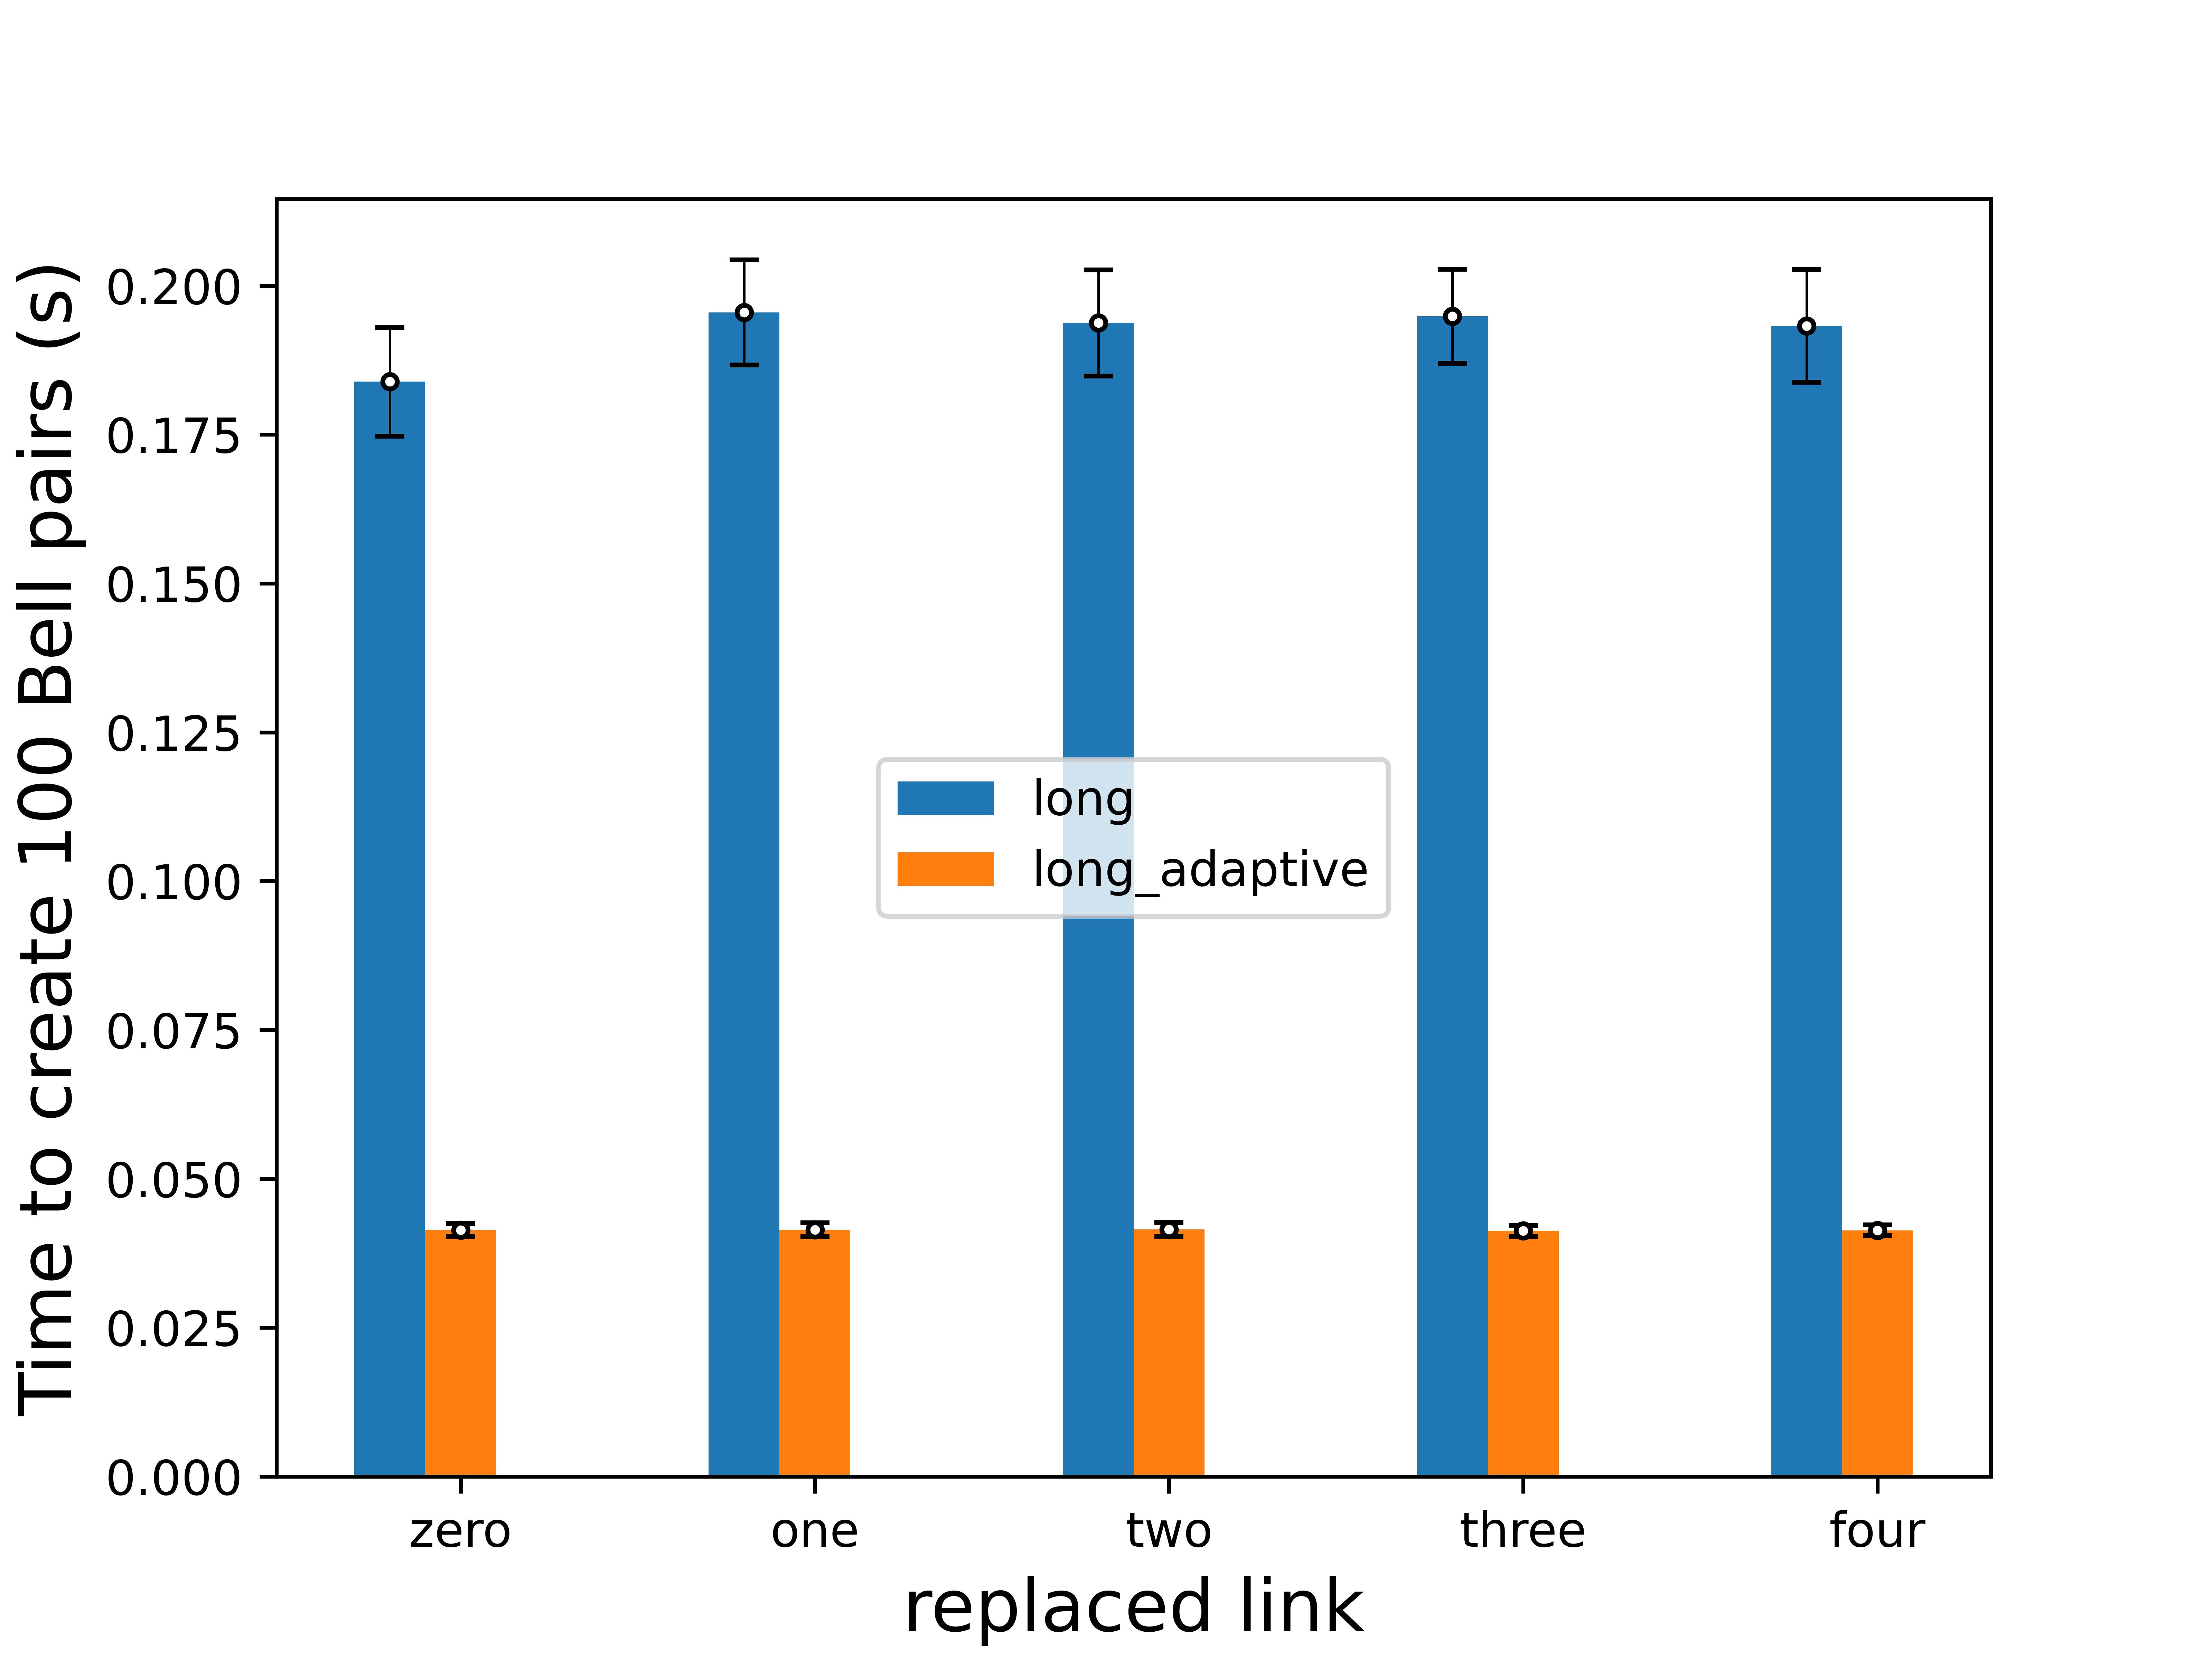 Time to create 100 Bell pairs (s)
0.200
0.175
0.150
0.125
0.100
0.075
0.050
0.025
0.000
long
long_adaptive
zero one two three four
replaced link